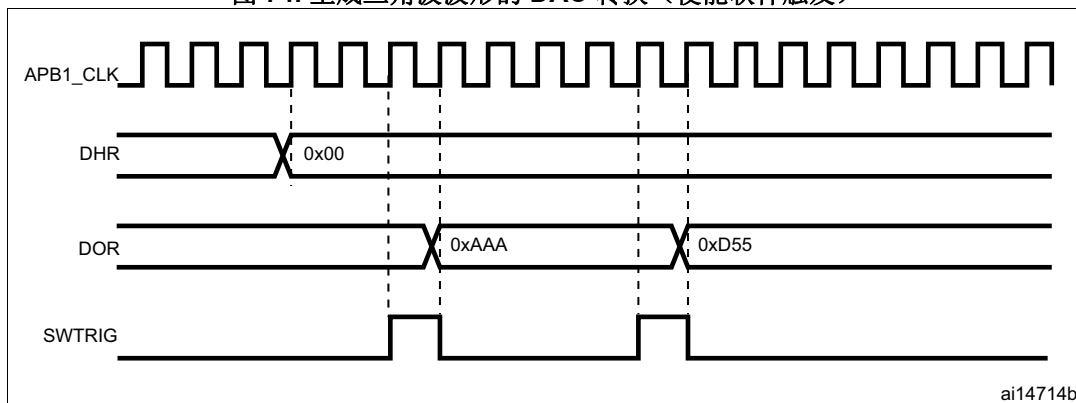 APB1_CLK
DHR
0x00
DOR
0xAAA
0xD55
SWTRIG
ai14714b